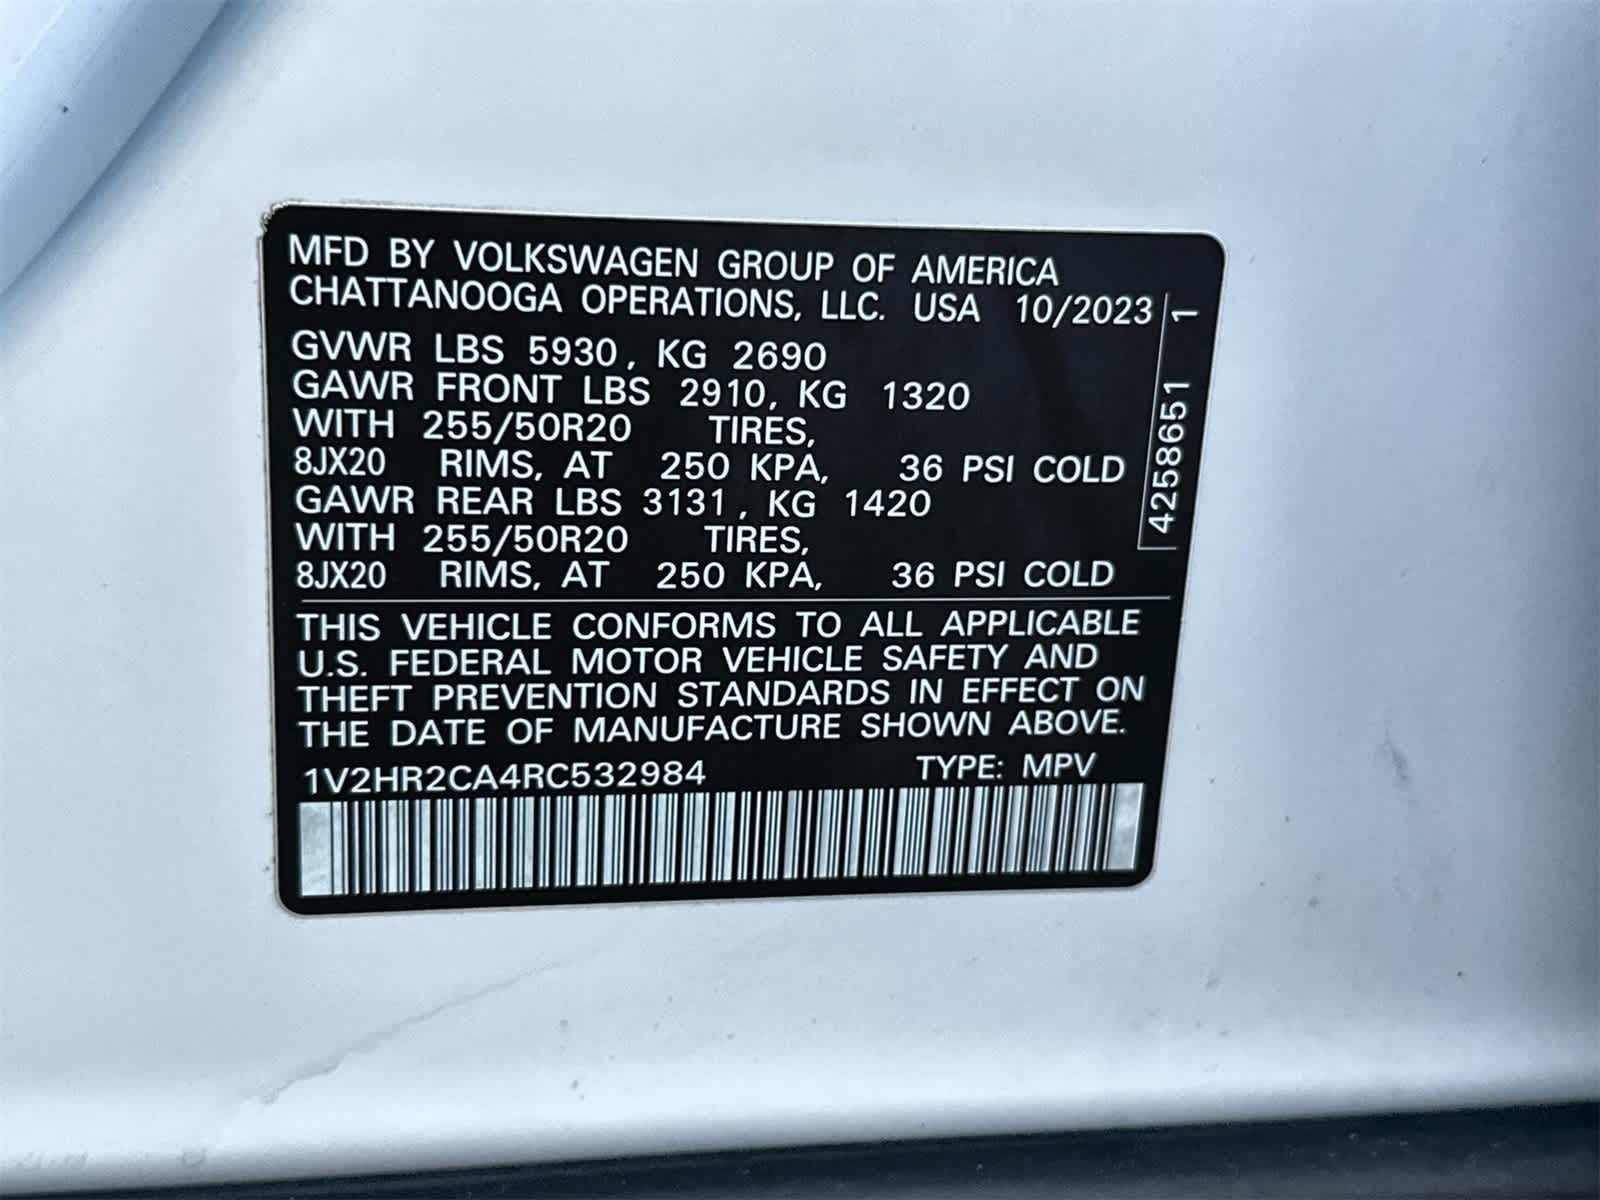 MFD BY VOLKSWAGEN GROUP OF AMERICA
CHATTANOOGA OPERATIONS, LLC. USA 10/2023
GVWR LBS 5930, KG 2690
GAWR FRONT LBS 2910, KG 1320
WITH 255/50R20 TIRES,
8JX20 RIMS, AT 250 KPA, 36 PSI COLD
GAWR REAR LBS 3131, KG 1420
WITH 255/50R20 TIRES,
8JX20 RIMS, AT 250 KPA, 36 PSI COLD
4258651 1
THIS VEHICLE CONFORMS TO ALL APPLICABLE
U.S. FEDERAL MOTOR VEHICLE SAFETY AND
THEFT PREVENTION STANDARDS IN EFFECT ON
THE DATE OF MANUFACTURE SHOWN ABOVE.
1V2HR2CA4RC532984 TYPE: MPV